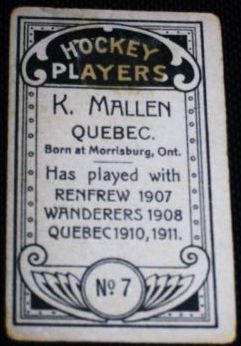 HOCKEY
PLAYERS
K. MALLEN
QUEBEC.
Born at Morrisburg, Ont.
Has played with
RENFREW 1907
WANDERERS 1908
QUEBEC 1910, 1911.
No 7